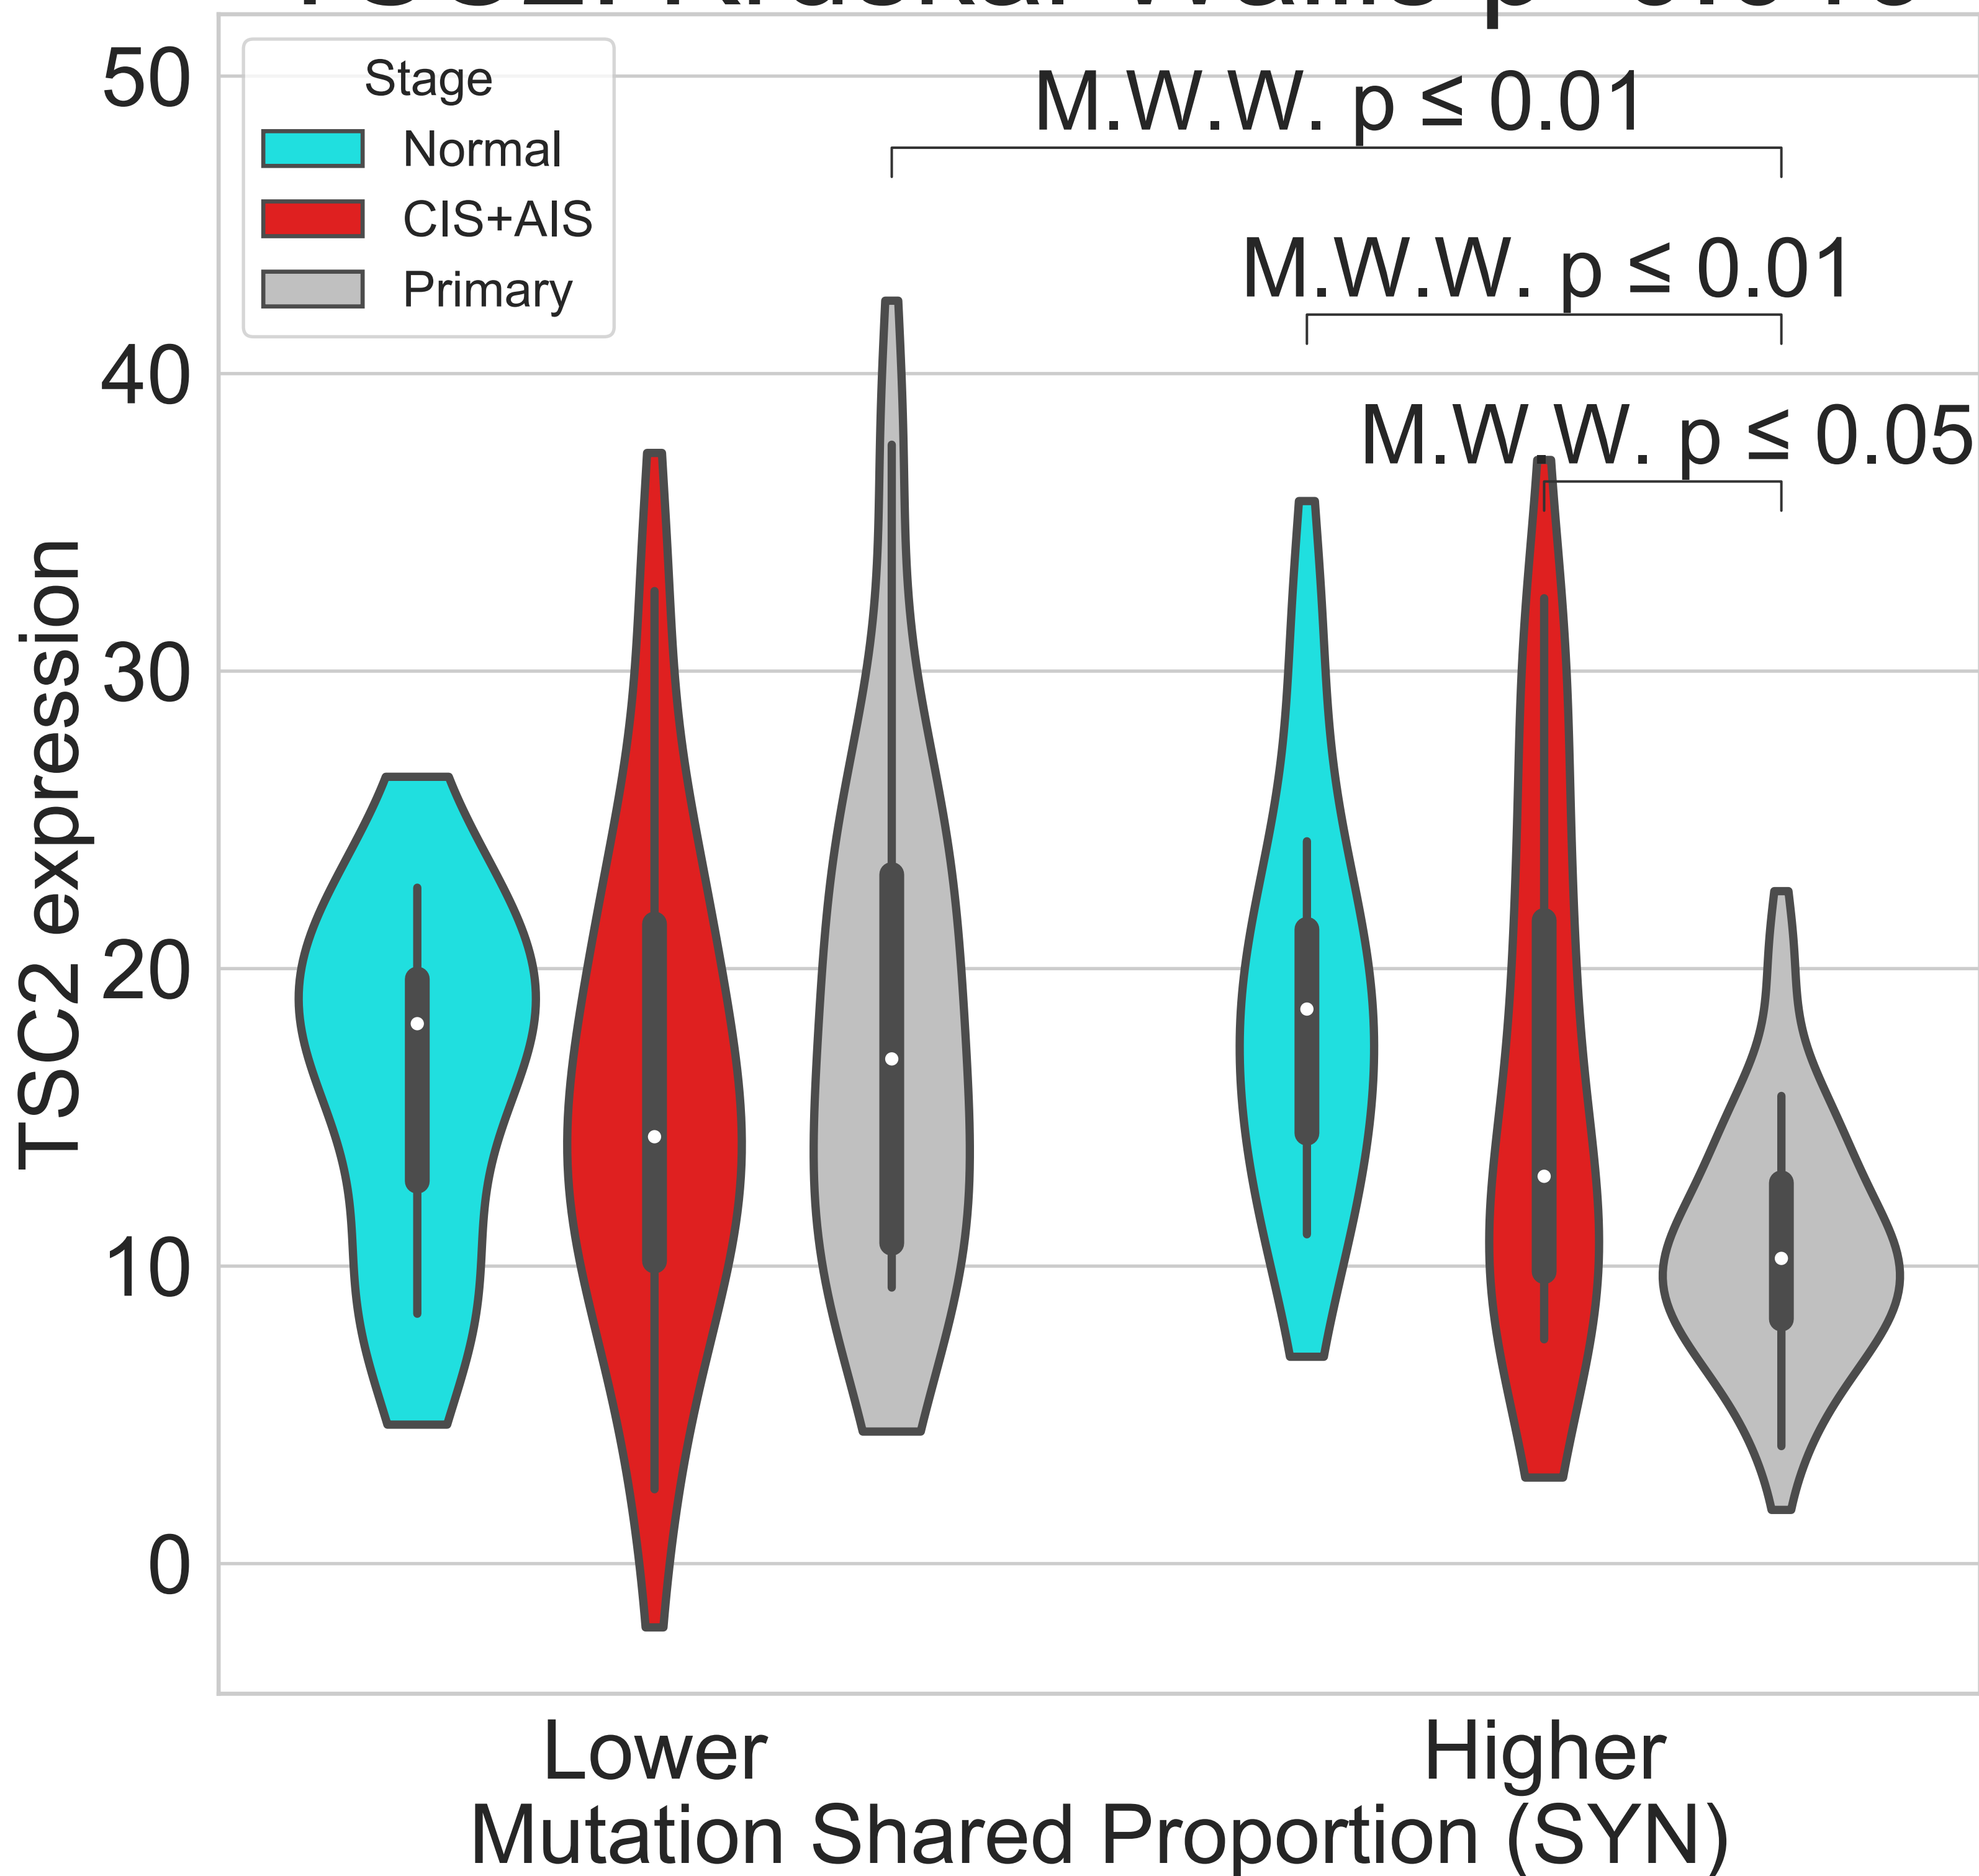 50
40
30
20
10
0
TSC2 expression
Stage
Normal
CIS+AIS
Primary
M.W.W. p ≤ 0.01
M.W.W. p ≤ 0.01
M.W.W. p ≤ 0.05
Lower
Higher
Mutation Shared Proportion (SYN)